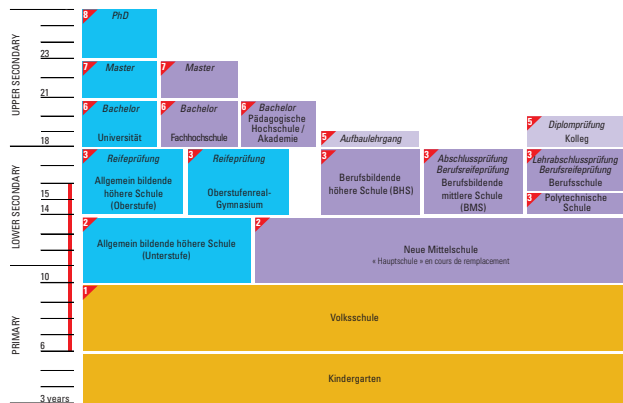 UPPER SECONDARY
LOWER SECONDARY
PRIMARY
23
21
18
15
14
10
6
3 years
8 PhD
7 Master
7 Master
6 Bachelor
Universität
6 Bachelor
Fachhochschule
6 Bachelor
Pädagogische
Hochschule /
Akademie
5 Aufbaulehrgang
5 Diplomprüfung
Kolleg
3 Reifeprüfung
Allgemein bildende
höhere Schule
(Oberstufe)
3 Reifeprüfung
Oberstufenreal-
Gymnasium
3
Berufsbildende
höhere Schule (BHS)
3 Abschlussprüfung
Berufsreifeprüfung
Berufsbildende
mittlere Schule
(BMS)
3 Lehrabschlussprüfung
Berufsreifeprüfung
Berufsschule
3 Polytechnische
Schule
2
Allgemein bildende höhere Schule
(Unterstufe)
2
Neue Mittelschule
« Hauptschule » en cours de remplacement
1
Volksschule
Kindergarten